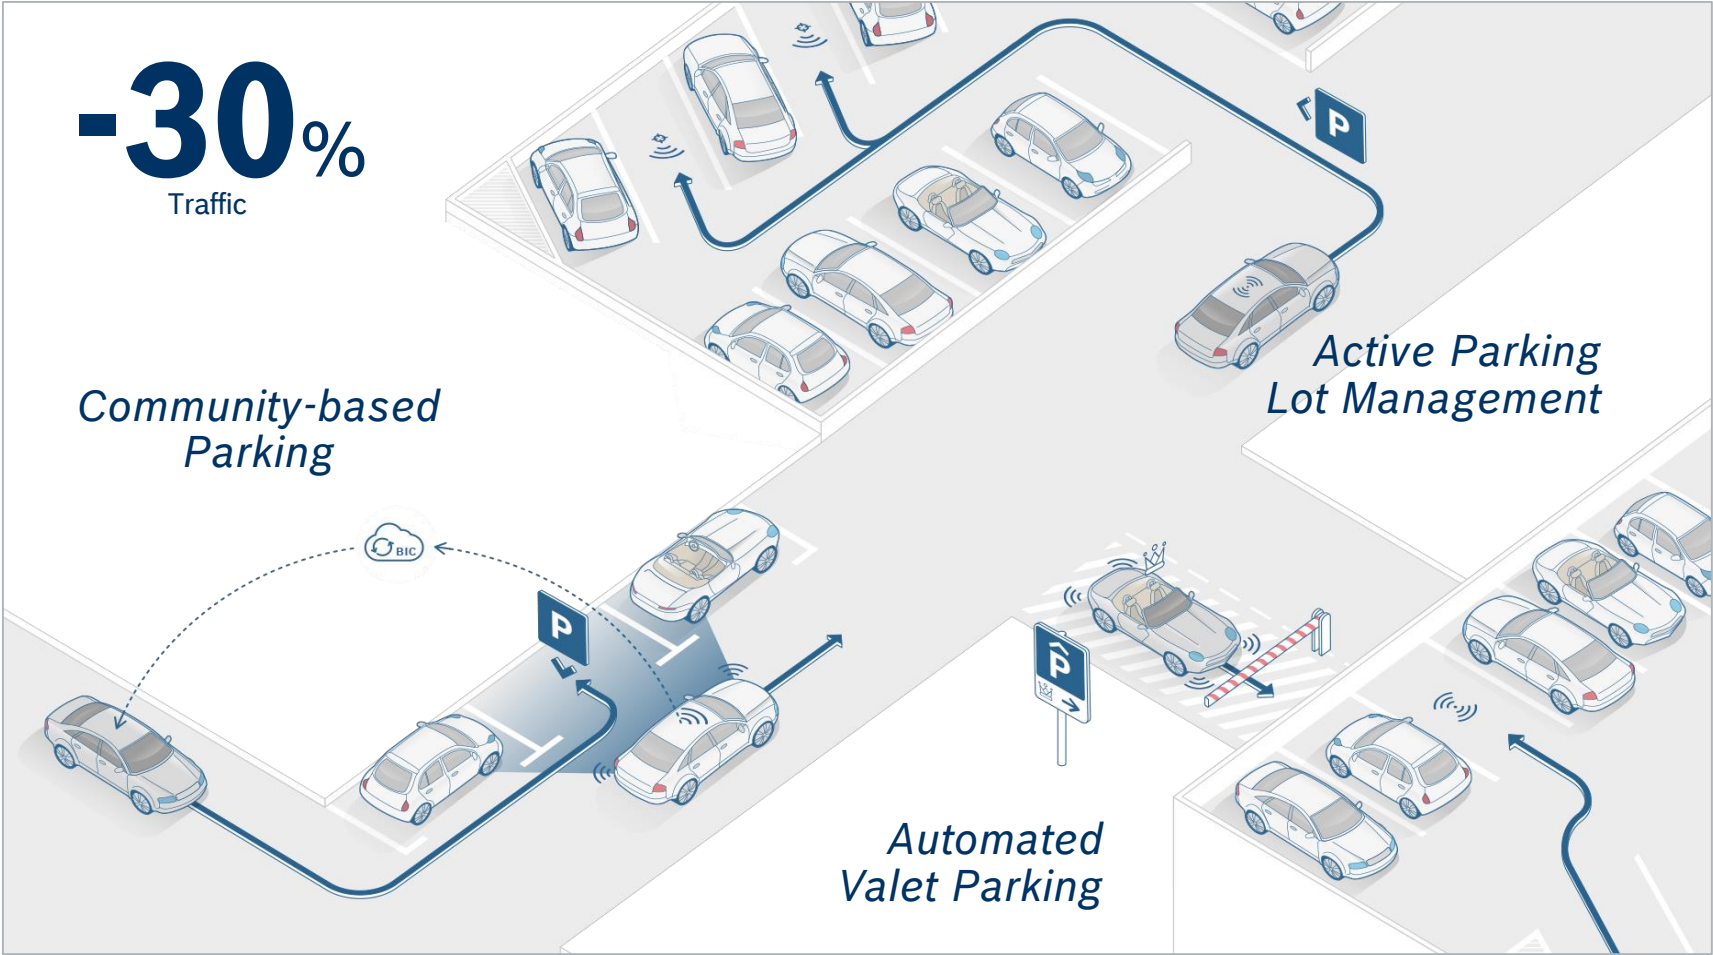 -30%
Traffic
P
Active Parking
Lot Management
Community-based
Parking
BIC
P
P
Automated
Valet Parking